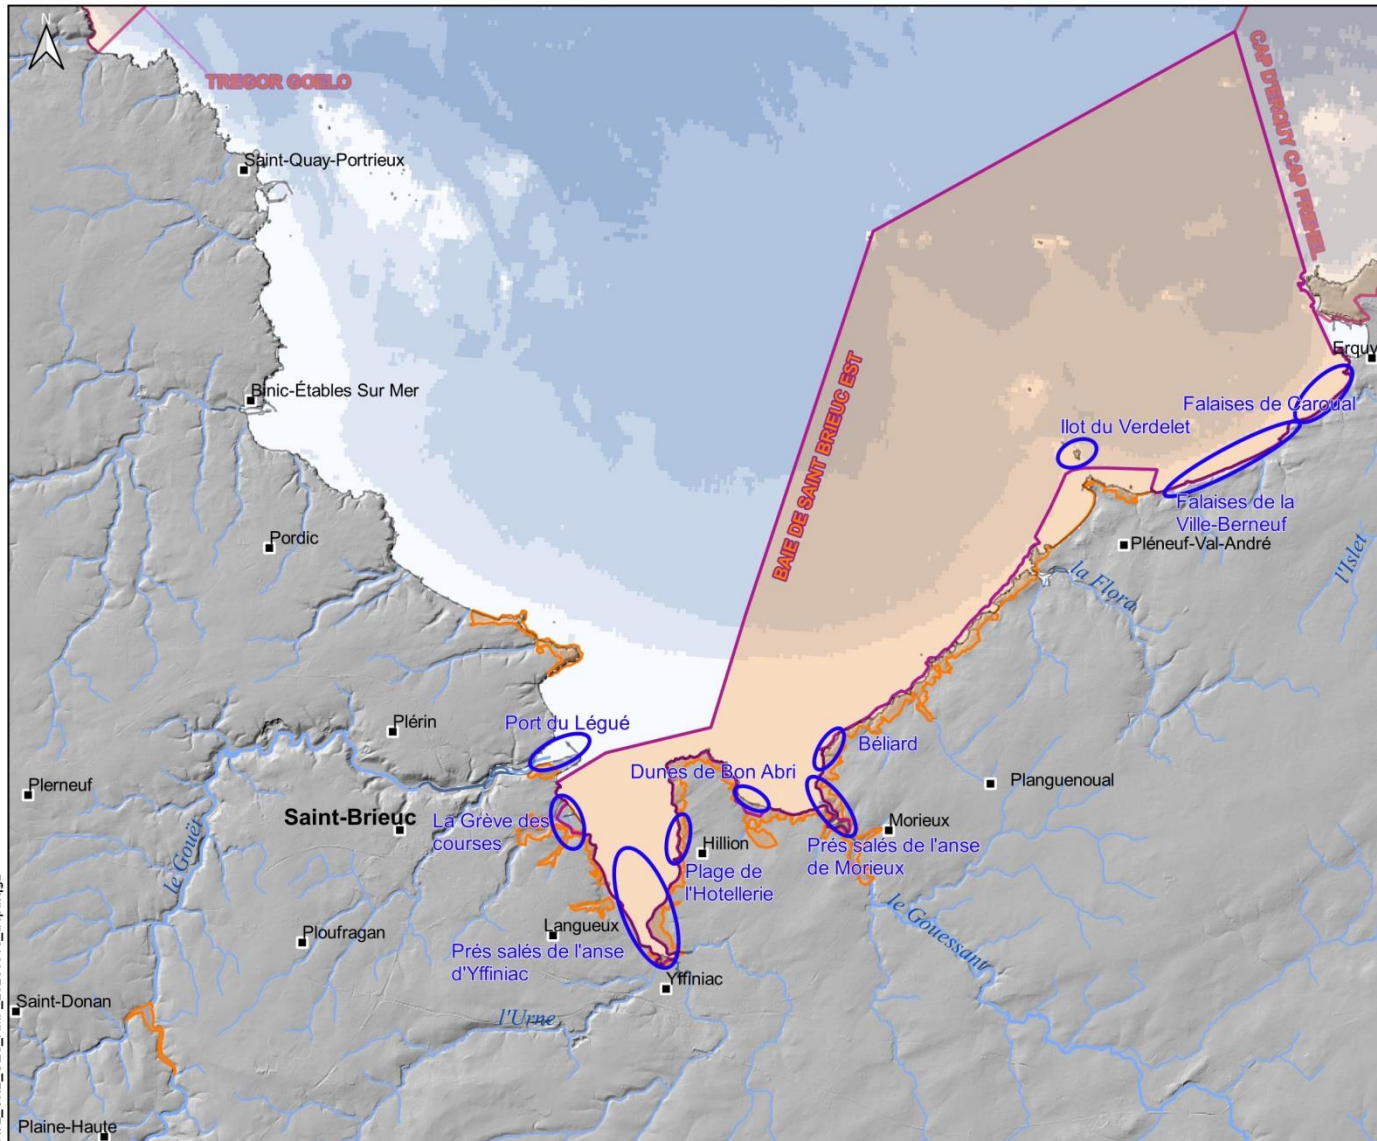 N
TREGOR GOELO
CAP D'ERQUY CAP FREHEL
Saint-Quay-Portrieux
Erquy
Binic-Étables Sur Mer
BAIE DE SAINT BRIEUC EST
Falaises de Caroual
Ilot du Verdelet
Falaises de la
Ville-Berneuf
Pordic
Pléneuf-Val-André
l'Islet
la Flora
Plérin
Port du Légué
Béliard
Dunes de Bon Abri
Planguenoual
Plerneuf
Saint-Brieuc
La Grève des
courses
Morieux
Hillion
Prés salés de l'anse
de Morieux
le Gouët
Plage de
l'Hotellerie
Langueux
Ploufragan
le Gouessant
Prés salés de l'anse
d'Yffiniac
Yffiniac
Saint-Donan
l'Urne
Plaine-Haute